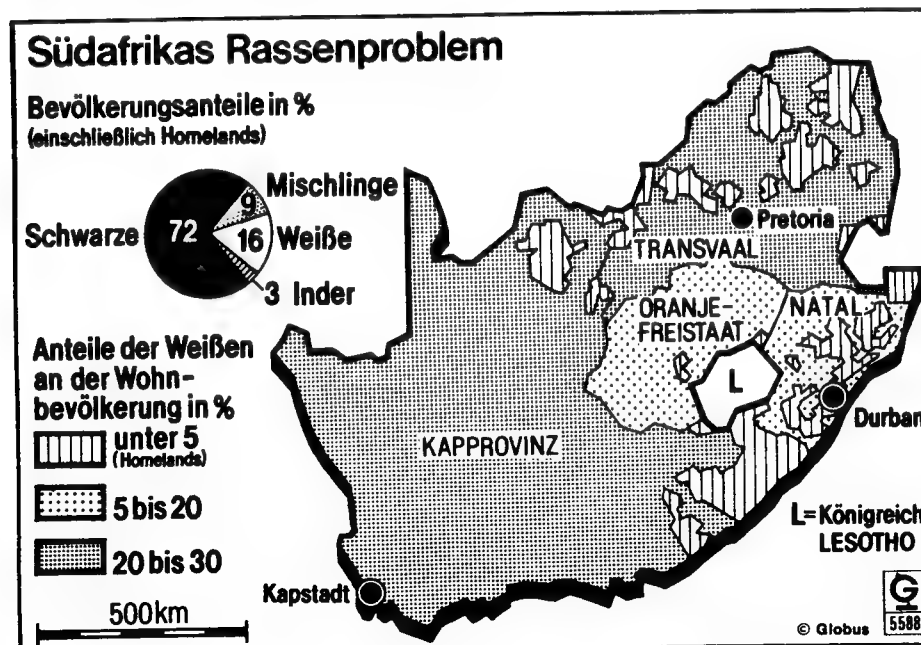 Südafrikas Rassenproblem
Bevölkerungsanteile in %
(einschließlich Homelands)
Mischlinge
9
Schwarze
72
16
Weiße
3 Inder
Anteile der Weißen
an der Wohn-
bevölkerung in %
unter 5
(Homelands)
5 bis 20
20 bis 30
500km
Pretoria
TRANSVAAL
ORANJE-
FREISTAAT
NATAL
L
Durban
KAPPROVINZ
L=Königreich
LESOTHO
Kapstadt
© Globus
G
5588